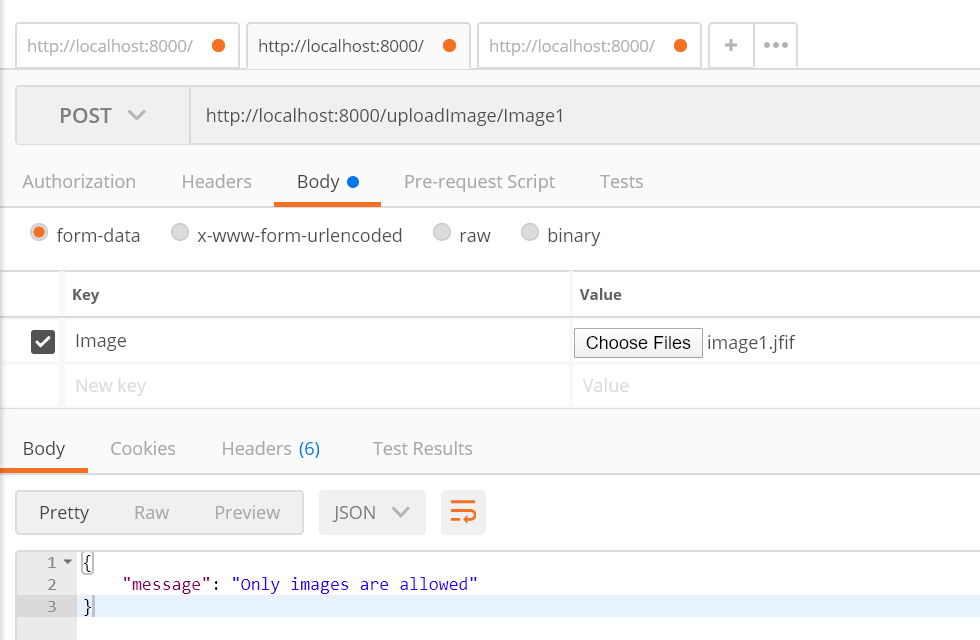 http://localhost:8000/ http://localhost:8000/ http://localhost:8000/ + •••
POST http://localhost:8000/uploadImage/Image1
Authorization Headers Body Pre-request Script Tests
form-data x-www-form-urlencoded raw binary
Key Value
Image Choose Files image1.jfif
New key Value
Body Cookies Headers (6) Test Results
Pretty Raw Preview JSON
1 {
2 "message": "Only images are allowed"
3 }